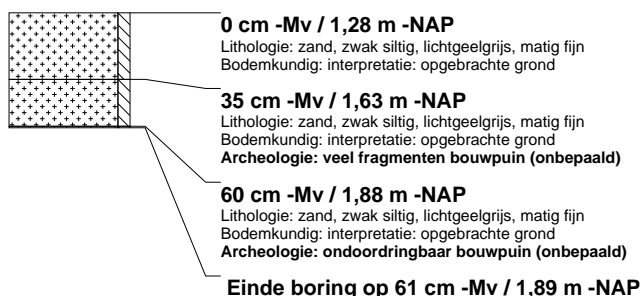 0 cm -Mv / 1,28 m -NAP
Lithologie: zand, zwak siltig, lichtgeelgrijs, matig fijn
Bodemkundig: interpretatie: opgebrachte grond
35 cm -Mv / 1,63 m -NAP
Lithologie: zand, zwak siltig, lichtgeelgrijs, matig fijn
Bodemkundig: interpretatie: opgebrachte grond
Archeologie: veel fragmenten bouwpuin (onbepaald)
60 cm -Mv / 1,88 m -NAP
Lithologie: zand, zwak siltig, lichtgeelgrijs, matig fijn
Bodemkundig: interpretatie: opgebrachte grond
Archeologie: ondoordringbaar bouwpuin (onbepaald)
Einde boring op 61 cm -Mv / 1,89 m -NAP